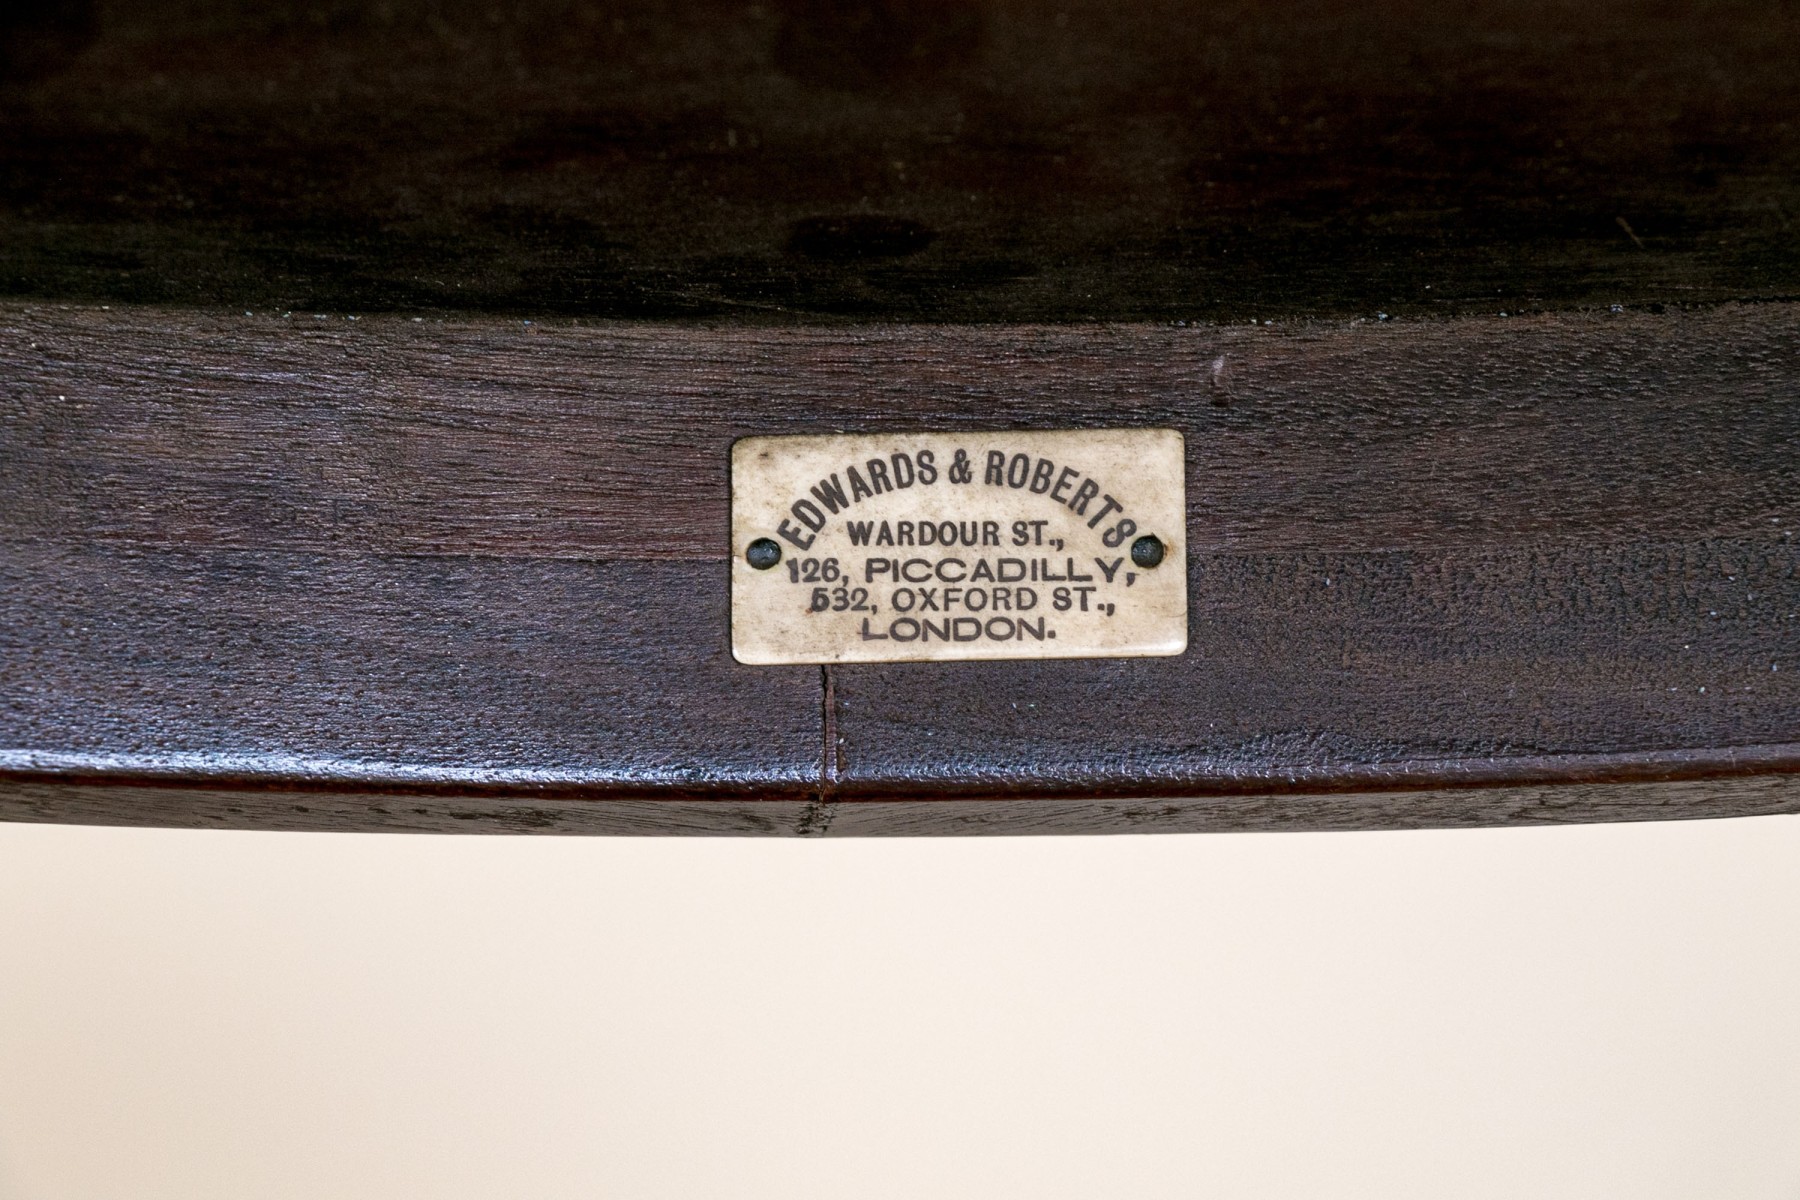 EDWARDS & ROBERTS
WARDOUR ST.,
126, PICCADILLY,
532, OXFORD ST.,
LONDON.